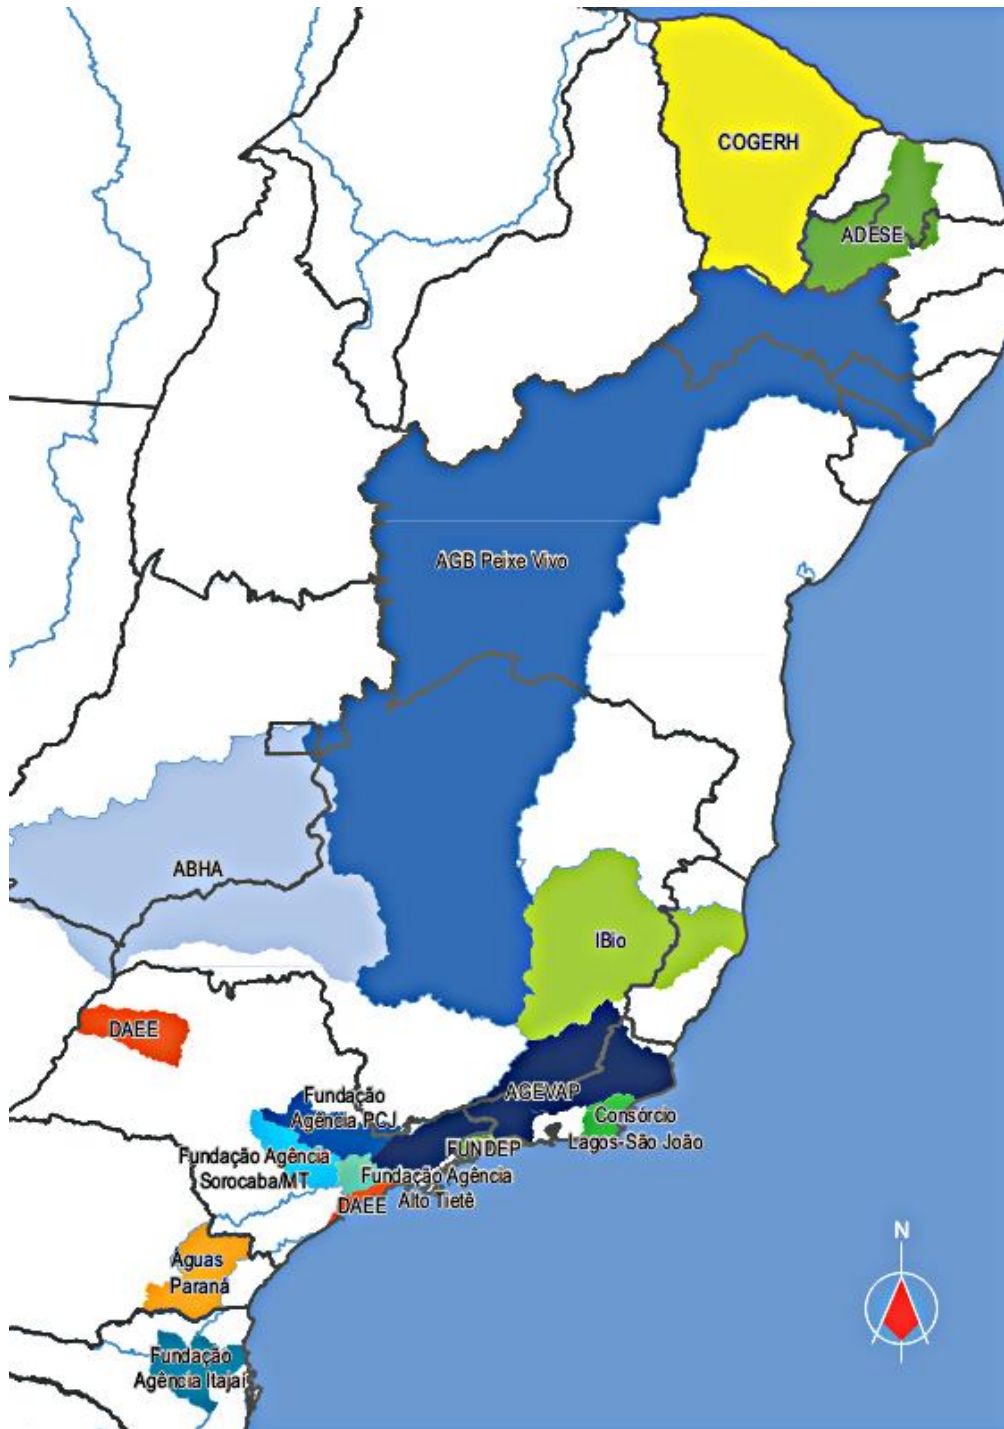 COGERH
ADESE
AGB Peixe Vivo
ABHA
IBio
DAEE
Fundação
Agência PCJ
AGEVAP
Consórcio
Lagos-São João
FUNDEP
Fundação Agência
Sorocaba/MT
Fundação Agência
Alto Tietê
DAEE
Águas
Paraná
N
Fundação
Agência Itajaí